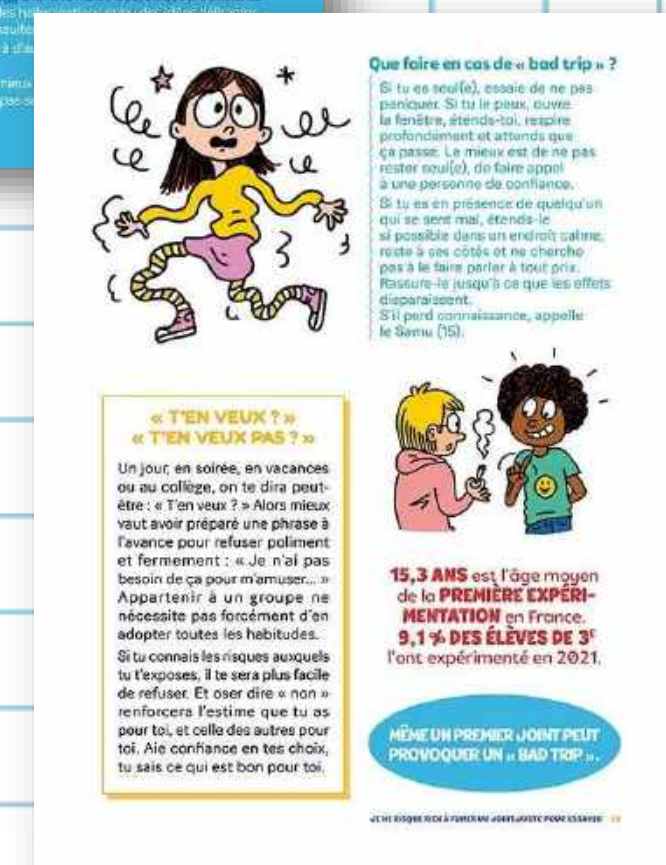 Que faire en cas de « bad trip » ?
Si tu es seul(e), essaie de ne pas
paniquer. Si tu le peux, ouvre
la fenêtre, étends-toi, respire
profondément et attends que
ça passe. Le mieux est de ne pas
rester seul(e), de faire appel
à une personne de confiance.
Si tu es en présence de quelqu'un
qui se sent mal, étends-le
si possible dans un endroit calme,
reste à ses côtés et ne cherche
pas à le faire parler à tout prix.
Rassure-le jusqu'à ce que les effets
disparaissent.
S'il perd connaissance, appelle
le Samu (15).
« T'EN VEUX ? »
« T'EN VEUX PAS ? »
Un jour, en soirée, en vacances
ou au collège, on te dira peut-
être : « T'en veux ? » Alors mieux
vaut avoir préparé une phrase à
l'avance pour refuser poliment
et fermement : « Je n'ai pas
besoin de ça pour m'amuser... »
Appartenir à un groupe ne
nécessite pas forcément d'en
adopter toutes les habitudes.
Si tu connais les risques auxquels
tu t'exposes, il te sera plus facile
de refuser. Et oser dire « non »
renforcera l'estime que tu as
pour toi, et celle des autres pour
toi. Aie confiance en tes choix,
tu sais ce qui est bon pour toi.
15,3 ANS est l'âge moyen
de la PREMIÈRE EXPÉRI-
MENTATION en France.
9,1 % DES ÉLÈVES DE 3E
l'ont expérimenté en 2021.
MÊME UN PREMIER JOINT PEUT
PROVOQUER UN « BAD TRIP ».
JE NE RISQUE RIEN À FUMER UN JOINT JUSTE POUR ESSAYER